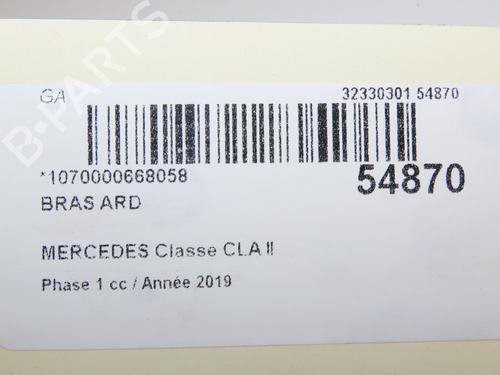 B-PARTS
GA 32330301 54870
*1070000668058 54870
BRAS ARD
MERCEDES Classe CLA II
Phase 1 cc / Année 2019